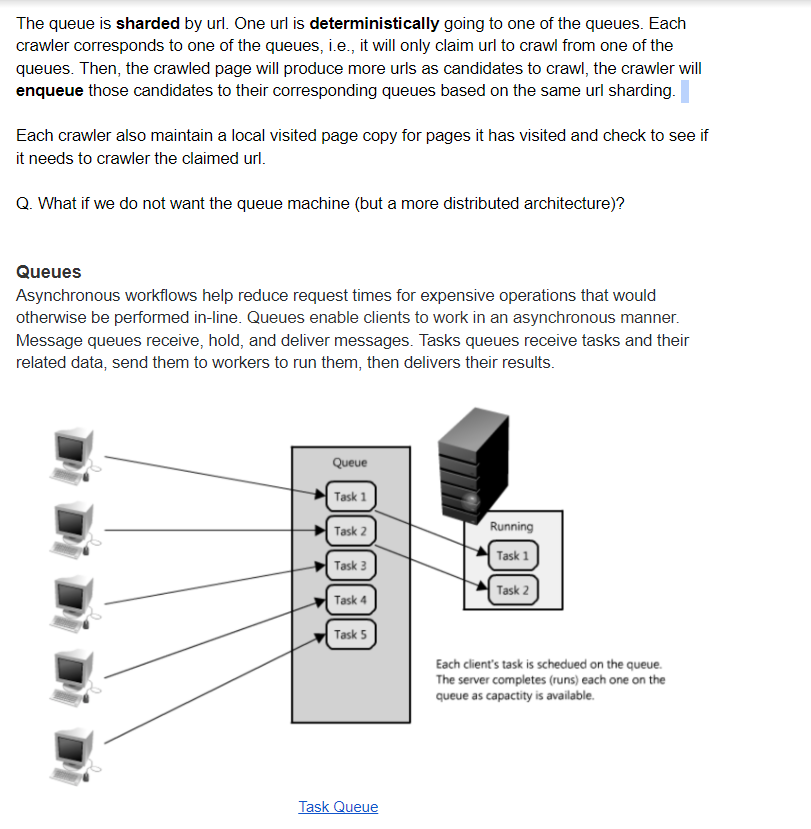 The queue is sharded by url. One url is deterministically going to one of the queues. Each
crawler corresponds to one of the queues, i.e., it will only claim url to crawl from one of the
queues. Then, the crawled page will produce more urls as candidates to crawl, the crawler will
enqueue those candidates to their corresponding queues based on the same url sharding.
Each crawler also maintain a local visited page copy for pages it has visited and check to see if
it needs to crawler the claimed url.
Q. What if we do not want the queue machine (but a more distributed architecture)?
Queues
Asynchronous workflows help reduce request times for expensive operations that would
otherwise be performed in-line. Queues enable clients to work in an asynchronous manner.
Message queues receive, hold, and deliver messages. Tasks queues receive tasks and their
related data, send them to workers to run them, then delivers their results.
Queue
Task 1
Task 2
Task 3
Task 4
Task 5
Running
Task 1
Task 2
Each client's task is schedued on the queue.
The server completes (runs) each one on the
queue as capactity is available.
Task Queue